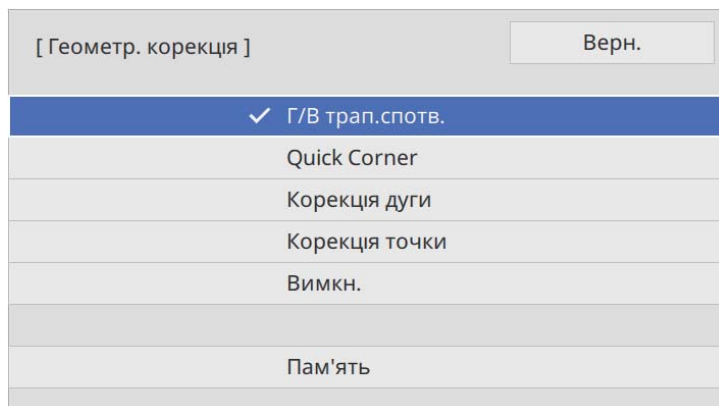 [ Геометр. корекція ]
Верн.
Г/В трап.спотв.
Quick Corner
Корекція дуги
Корекція точки
Вимкн.
Пам'ять